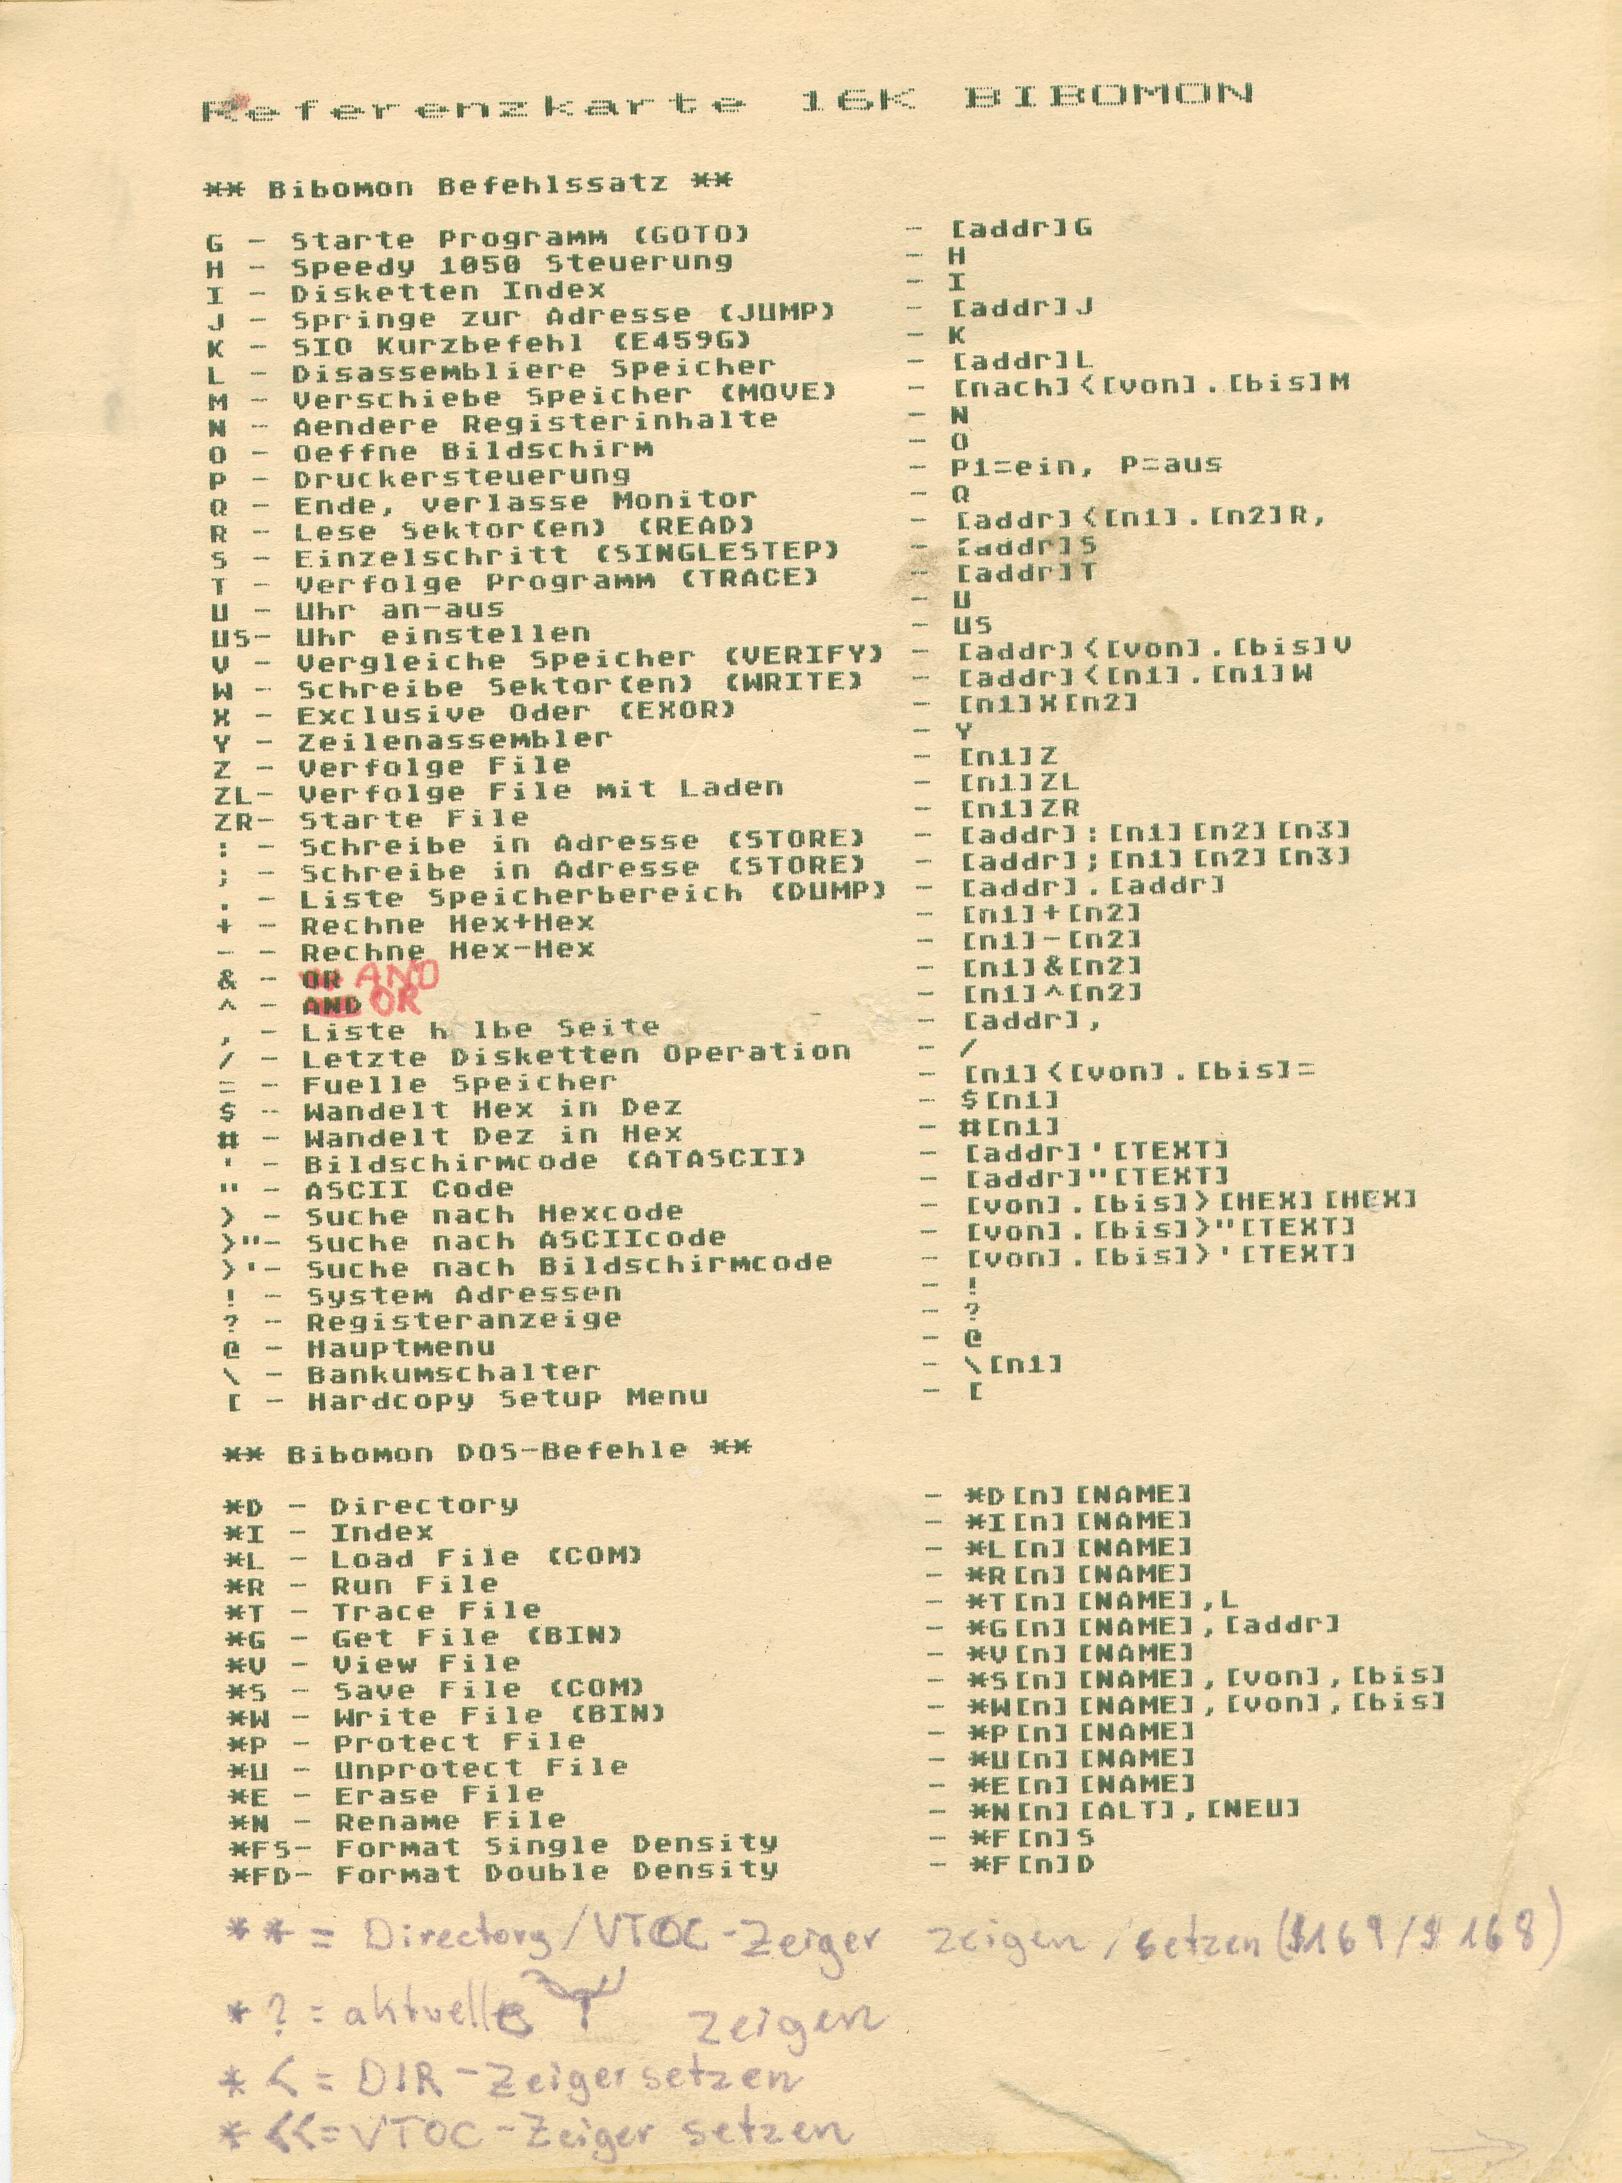 Referenzkarte 16K BIBOMON
** Bibomon Befehlssatz **
G - Starte Programm (GOTO) - [addr]G
H - Speedy 1050 Steuerung - H
I - Disketten Index - I
J - Springe zur Adresse (JUMP) - [addr]J
K - SIO Kurzbefehl (E459G) - K
L - Disassembliere Speicher - [addr]L
M - Verschiebe Speicher (MOVE) - [nach]<[von].[bis]M
N - Aendere Registerinhalte - N
O - Oeffne Bildschirm - O
P - Druckersteuerung - P1=ein, P=aus
Q - Ende, verlasse Monitor - Q
R - Lese Sektor(en) (READ) - [addr]<[n1].[n2]R,
S - Einzelschritt (SINGLESTEP) - [addr]S
T - Verfolge Programm (TRACE) - [addr]T
U - Uhr an-aus - U
US- Uhr einstellen - US
V - Vergleiche Speicher (VERIFY) - [addr]<[von].[bis]V
W - Schreibe Sektor(en) (WRITE) - [addr]<[n1].[n1]W
X - Exclusive Oder (EXOR) - [n1]X[n2]
Y - Zeilenassembler - Y
Z - Verfolge File - [n1]Z
ZL- Verfolge File mit Laden - [n1]ZL
ZR- Starte File - [n1]ZR
: - Schreibe in Adresse (STORE) - [addr]:[n1][n2][n3]
; - Schreibe in Adresse (STORE) - [addr];[n1][n2][n3]
. - Liste Speicherbereich (DUMP) - [addr].[addr]
+ - Rechne Hex+Hex - [n1]+[n2]
- - Rechne Hex-Hex - [n1]-[n2]
& - OR AND - [n1]&[n2]
^ - AND OR - [n1]^[n2]
, - Liste h lbe Seite - [addr],
/ - Letzte Disketten Operation - /
= - Fuelle Speicher - [n1]<[von].[bis]=
$ - Wandelt Hex in Dez - $[n1]
# - Wandelt Dez in Hex - #[n1]
' - Bildschirmcode (ATASCII) - [addr]'[TEXT]
" - ASCII Code - [addr]"[TEXT]
> - Suche nach Hexcode - [von].[bis]>[HEX][HEX]
>"- Suche nach ASCIIcode - [von].[bis]>"[TEXT]
>'- Suche nach Bildschirmcode - [von].[bis]>'[TEXT]
! - System Adressen - !
? - Registeranzeige - ?
@ - Hauptmenu - @
\ - Bankumschalter - \[n1]
[ - Hardcopy Setup Menu - [
** Bibomon DOS-Befehle **
*D - Directory - *D[n][NAME]
*I - Index - *I[n][NAME]
*L - Load File (COM) - *L[n][NAME]
*R - Run File - *R[n][NAME]
*T - Trace File - *T[n][NAME],L
*G - Get File (BIN) - *G[n][NAME],[addr]
*V - View File - *V[n][NAME]
*S - Save File (COM) - *S[n][NAME],[von],[bis]
*W - Write File (BIN) - *W[n][NAME],[von],[bis]
*P - Protect File - *P[n][NAME]
*U - Unprotect File - *U[n][NAME]
*E - Erase File - *E[n][NAME]
*N - Rename File - *N[n][ALT],[NEU]
*FS- Format Single Density - *F[n]S
*FD- Format Double Density - *F[n]D
** = Directory/VTOC-Zeiger zeigen/setzen ($169/$168)
*? = aktuelle zeigen
*< = DIR-Zeiger setzen
*<<= VTOC-Zeiger setzen